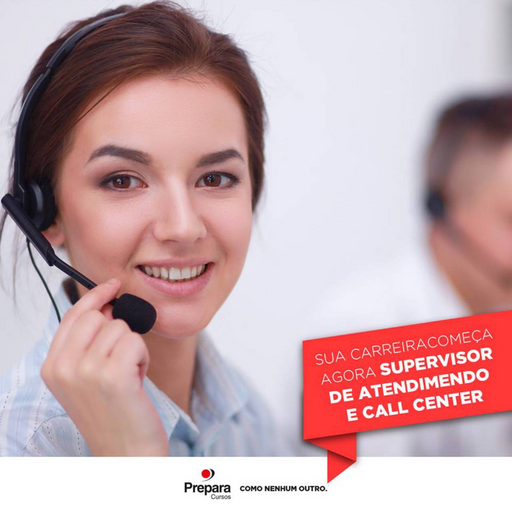 SUA CARREIRACOMEÇA
AGORA SUPERVISOR
DE ATENDIMENDO
E CALL CENTER
Prepara
Cursos
COMO NENHUM OUTRO.